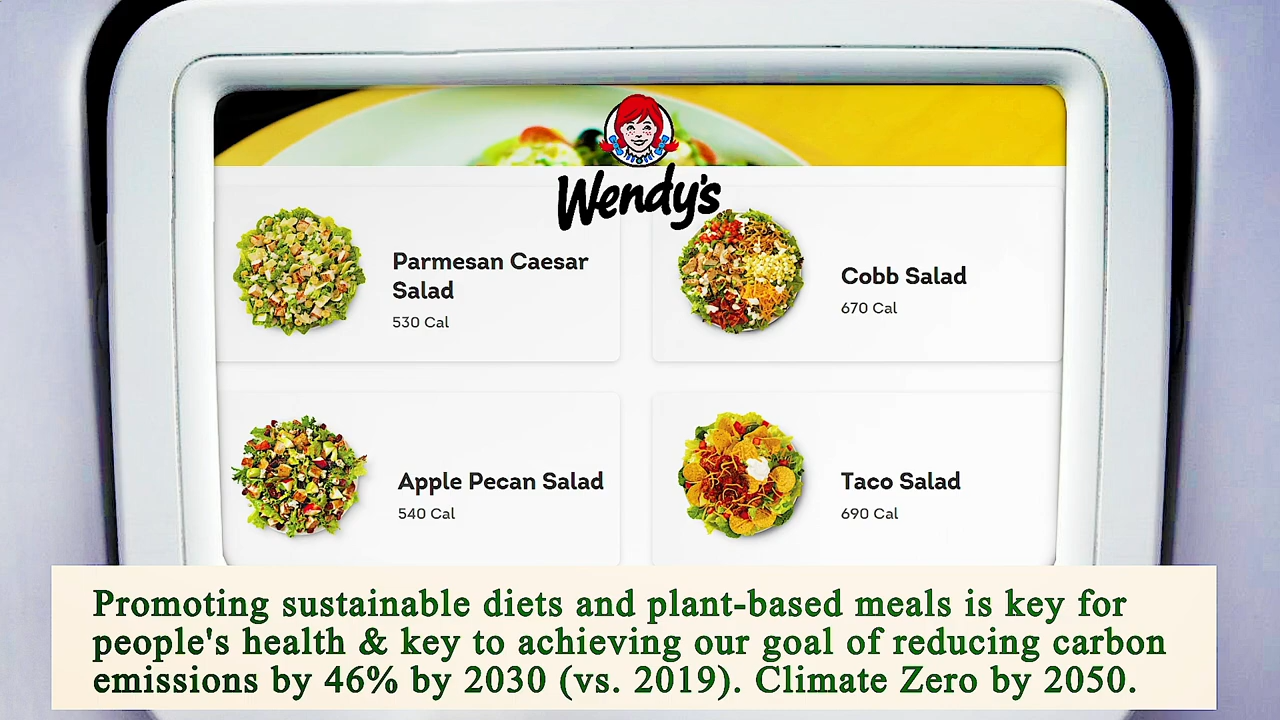 Wendy's
Parmesan Caesar
Salad
530 Cal
Cobb Salad
670 Cal
Apple Pecan Salad
540 Cal
Taco Salad
690 Cal
Promoting sustainable diets and plant-based meals is key for
people's health & key to achieving our goal of reducing carbon
emissions by 46% by 2030 (vs. 2019). Climate Zero by 2050.